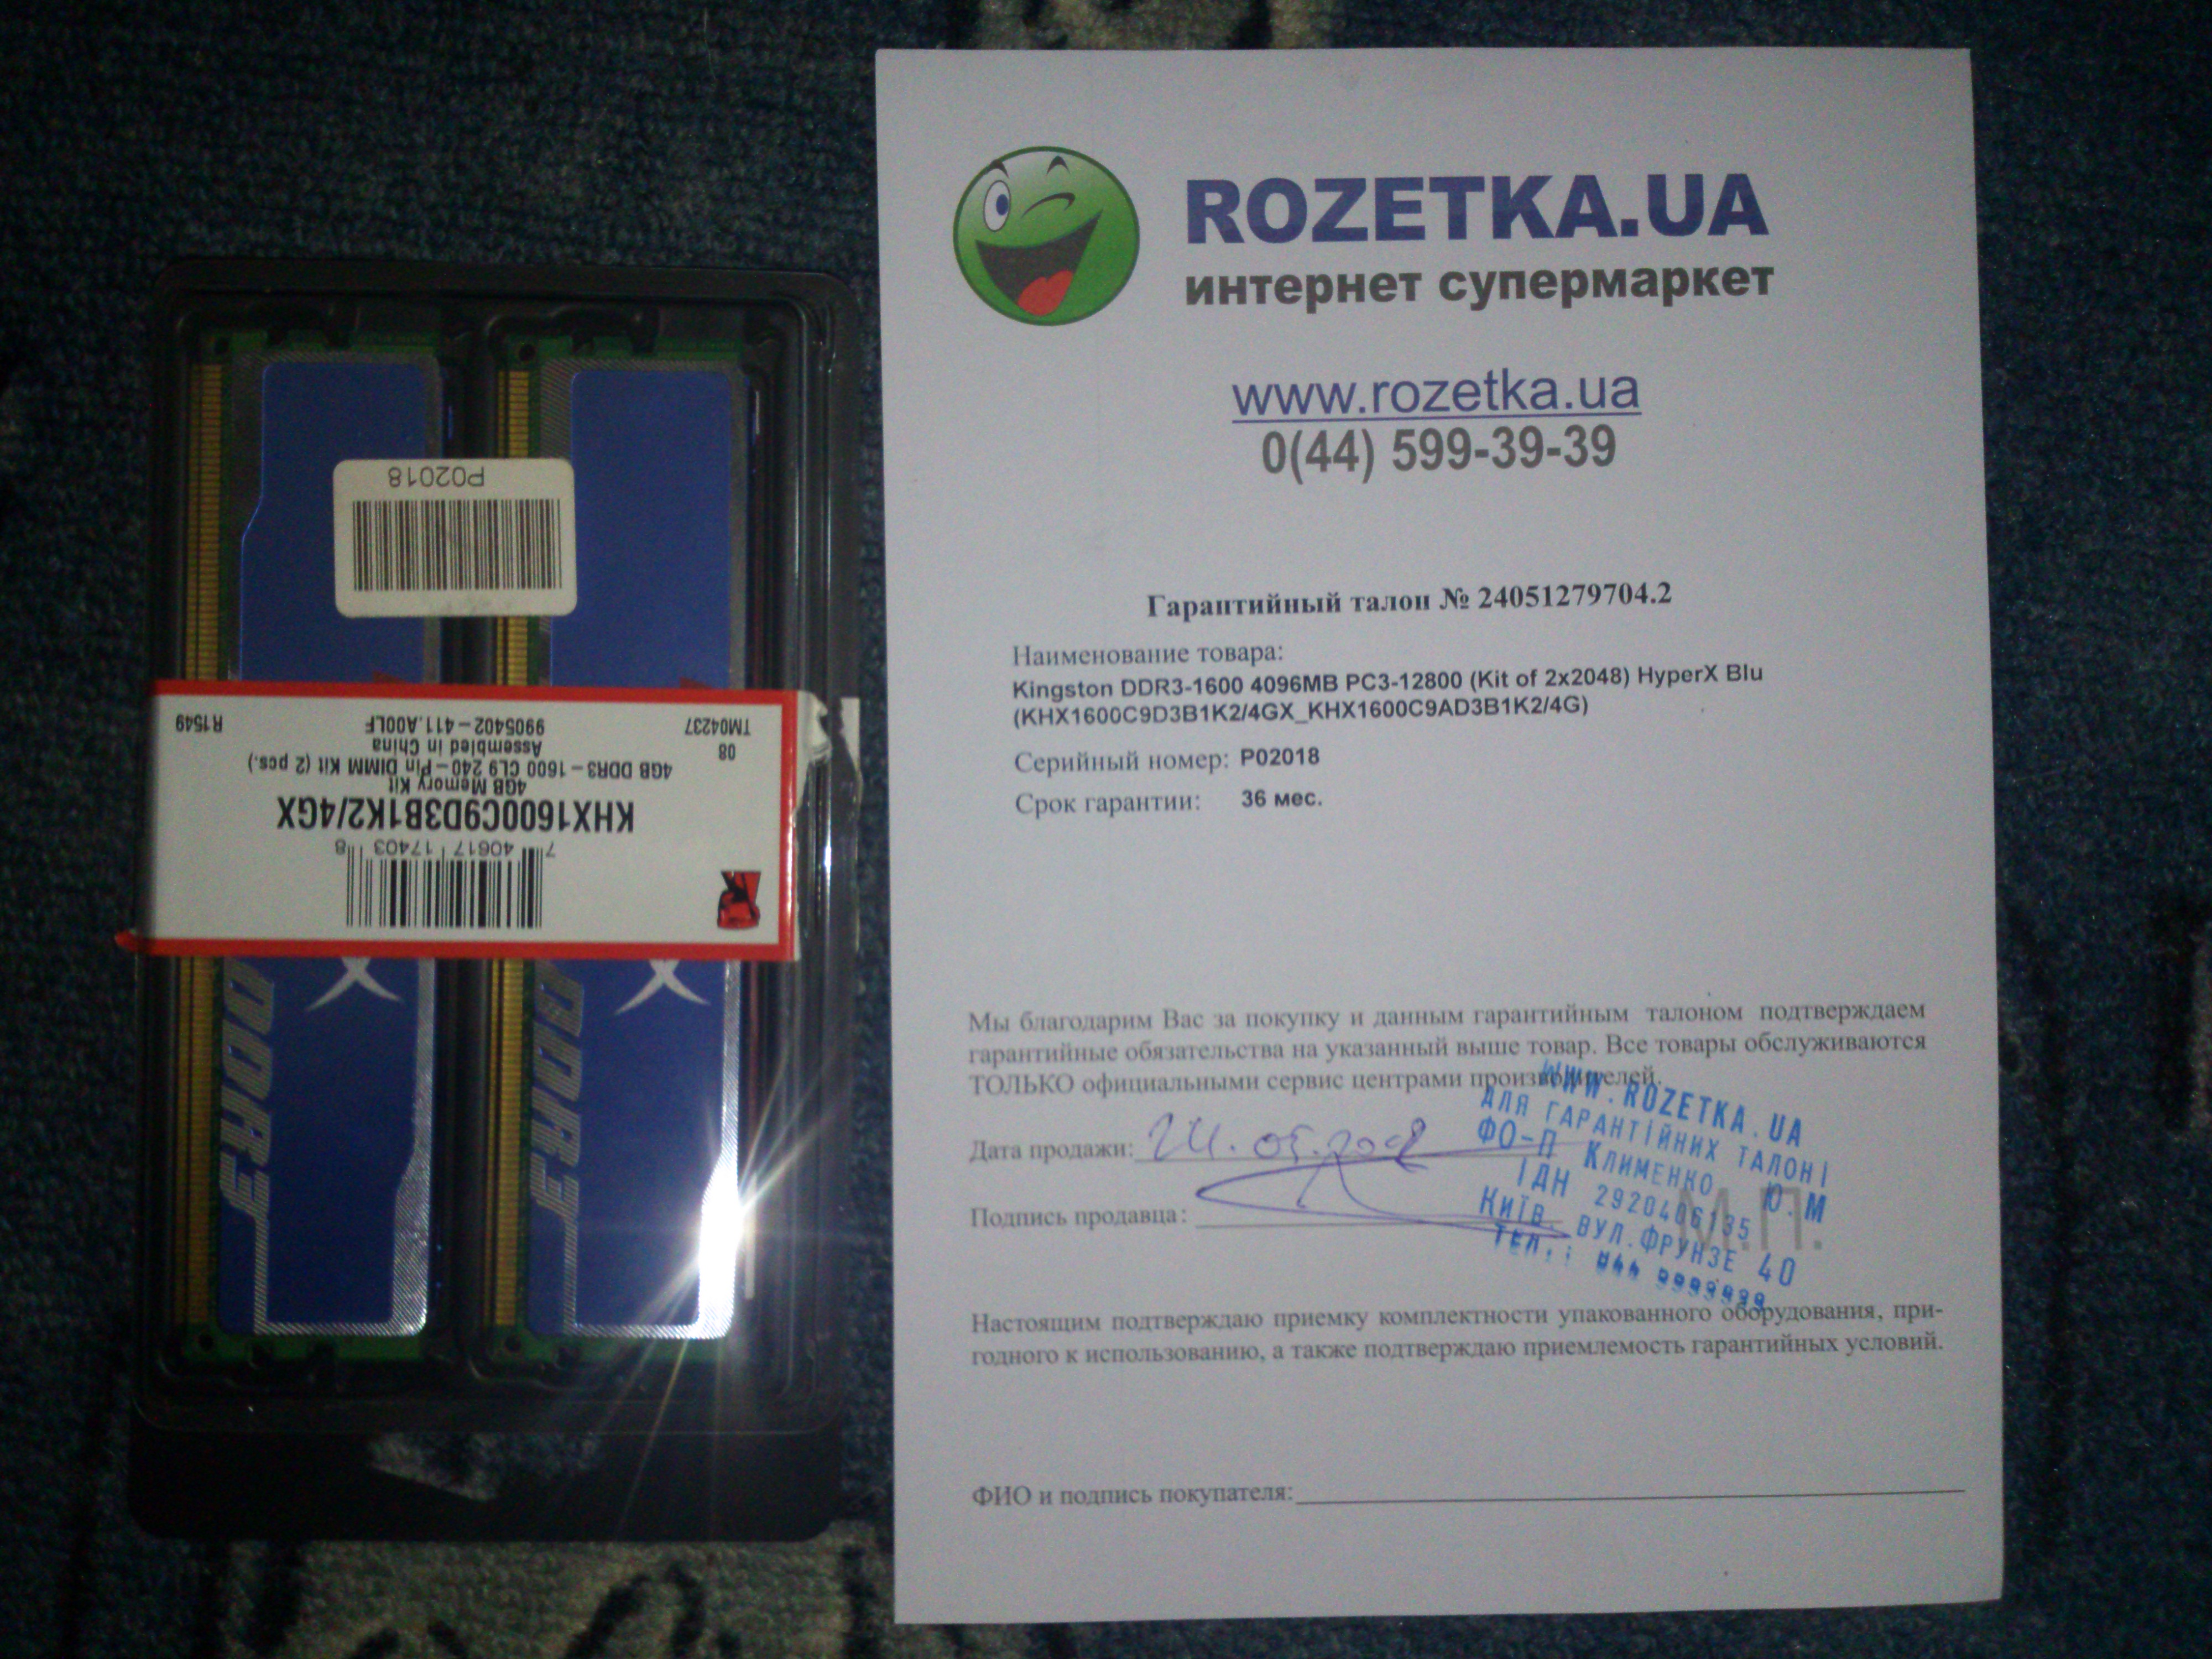 P02018
R1549
9905402-411.A00LF
TM04237
Assembled in China
08
4GB DDR3-1600 CL9 240-Pin DIMM Kit (2 pcs.)
4GB Memory Kit
KHX1600C9D3B1K2/4GX
7 40617 17403 8
X
X
DDR3
DDR3
ROZETKA.UA
интернет супермаркет
www.rozetka.ua
0(44) 599-39-39
Гарантийный талон № 24051279704.2
Наименование товара:
Kingston DDR3-1600 4096MB PC3-12800 (Kit of 2x2048) HyperX Blu
(KHX1600C9D3B1K2/4GX_KHX1600C9AD3B1K2/4G)
Серийный номер: P02018
Срок гарантии: 36 мес.
Мы благодарим Вас за покупку и данным гарантийным талоном подтверждаем
гарантийные обязательства на указанный выше товар. Все товары обслуживаются
ТОЛЬКО официальными сервис центрами производителей.
Дата продажи:
Подпись продавца:
М.П.
WWW.ROZETKA.UA
ДЛЯ ГАРАНТІЙНИХ ТАЛОНІ
ФО-П КЛИМЕНКО Ю.М
ІДН 2920406135
КИЇВ. ВУЛ.ФРУНЗЕ 40
ТЕЛ.: 044
Настоящим подтверждаю приемку комплектности упакованного оборудования, при-
годного к использованию, а также подтверждаю приемлемость гарантийных условий.
ФИО и подпись покупателя: